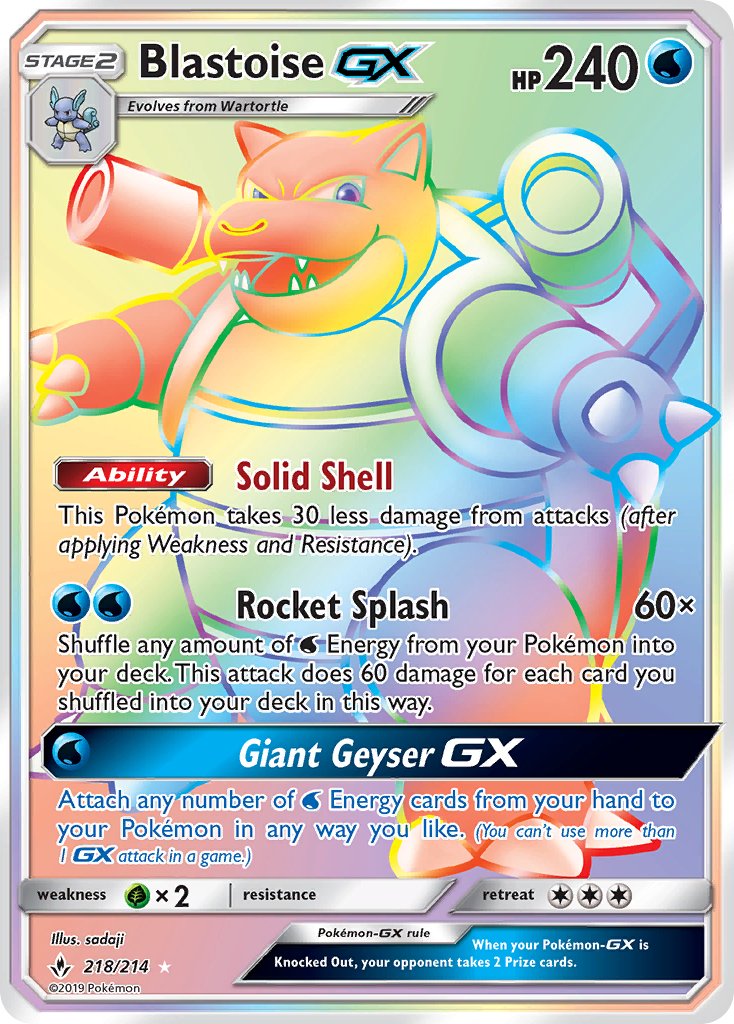 STAGE2 Blastoise GX HP240
Evolves from Wartortle
Ability Solid Shell
This Pokémon takes 30 less damage from attacks (after
applying Weakness and Resistance).
Rocket Splash 60×
Shuffle any amount of Energy from your Pokémon into
your deck. This attack does 60 damage for each card you
shuffled into your deck in this way.
Giant Geyser GX
Attach any number of Energy cards from your hand to
your Pokémon in any way you like. (You can't use more than
1 GX attack in a game.)
weakness ×2 resistance retreat
Illus. sadaji
Pokémon-GX rule
When your Pokémon-GX is
Knocked Out, your opponent takes 2 Prize cards.
218/214
©2019 Pokémon